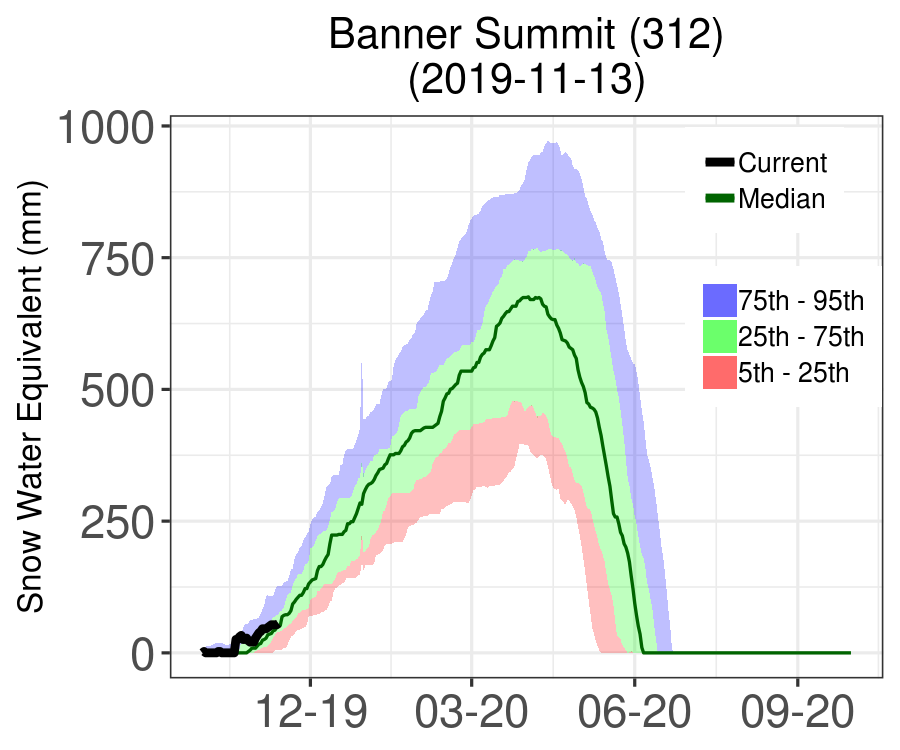 Banner Summit (312)
(2019-11-13)
Snow Water Equivalent (mm)
1000
750
500
250
0
12-19
03-20
06-20
09-20
Current
Median
75th - 95th
25th - 75th
5th - 25th